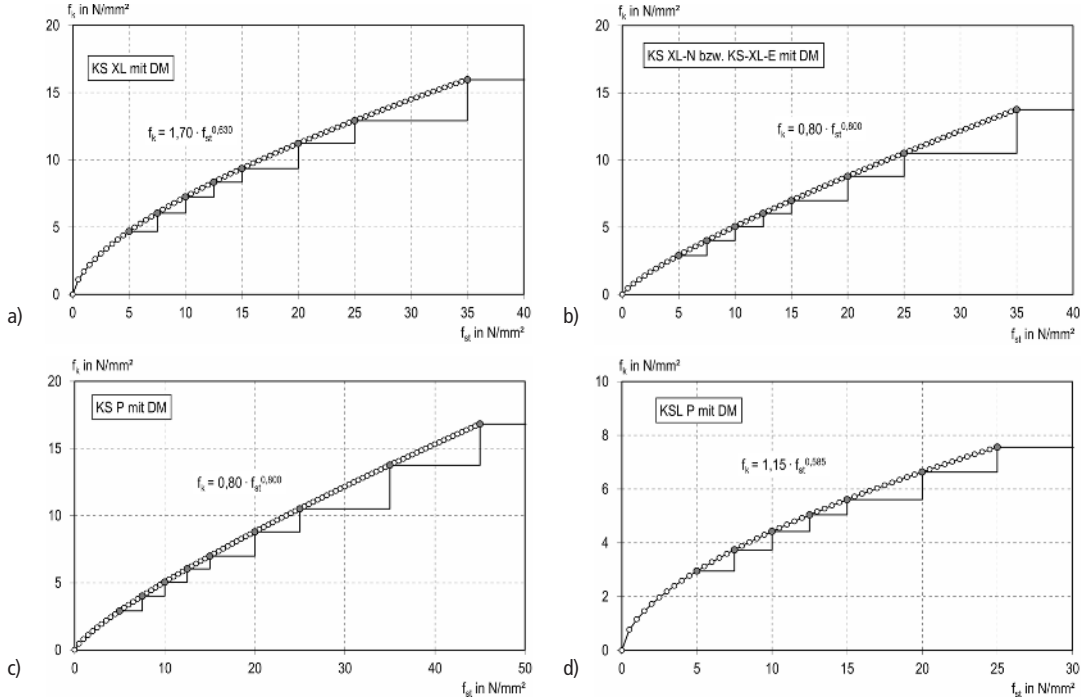 f_k in N/mm²
20
15
10
5
0
KS XL mit DM
f_k = 1,70 · f_st^0,630
0 5 10 15 20 25 30 35 40
f_st in N/mm²
a)
f_k in N/mm²
20
15
10
5
0
KS XL-N bzw. KS-XL-E mit DM
f_k = 0,80 · f_st^0,800
0 5 10 15 20 25 30 35 40
f_st in N/mm²
b)
f_k in N/mm²
20
15
10
5
0
KS P mit DM
f_k = 0,80 · f_st^0,800
0 10 20 30 40 50
f_st in N/mm²
c)
f_k in N/mm²
10
8
6
4
2
0
KSL P mit DM
f_k = 1,15 · f_st^0,585
0 5 10 15 20 25 30
f_st in N/mm²
d)